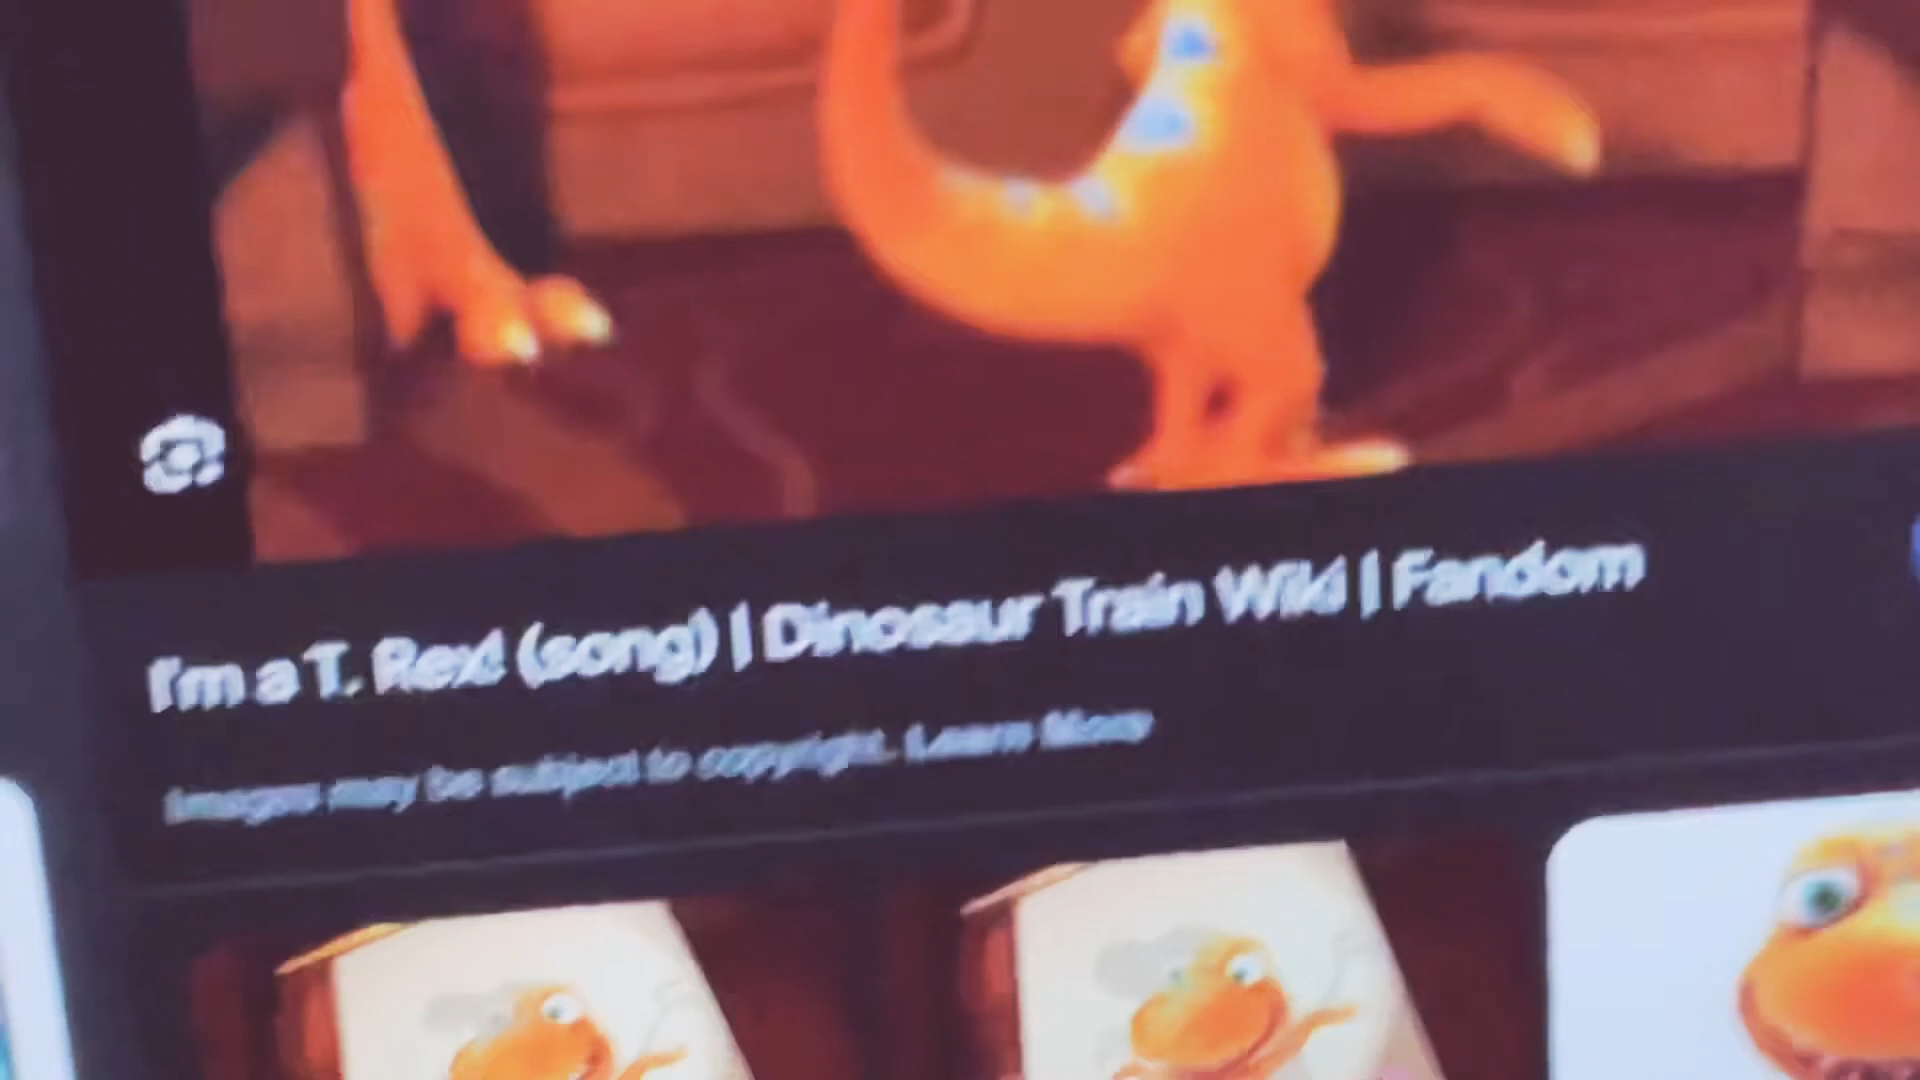 I'm a T. Rex! (song) | Dinosaur Train Wiki | Fandom
Images may be subject to copyright. Learn More